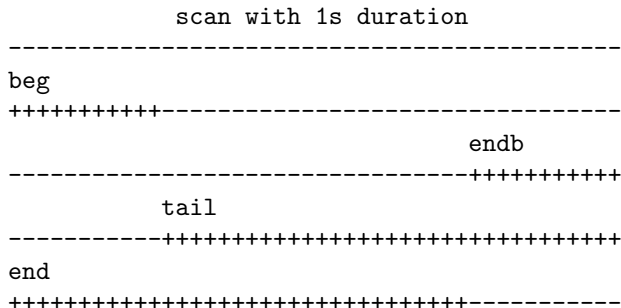 scan with 1s duration
--------------------------------------------
beg
+++++++++++---------------------------------
endb
---------------------------------+++++++++++
tail
-----------+++++++++++++++++++++++++++++++++
end
+++++++++++++++++++++++++++++++++-----------